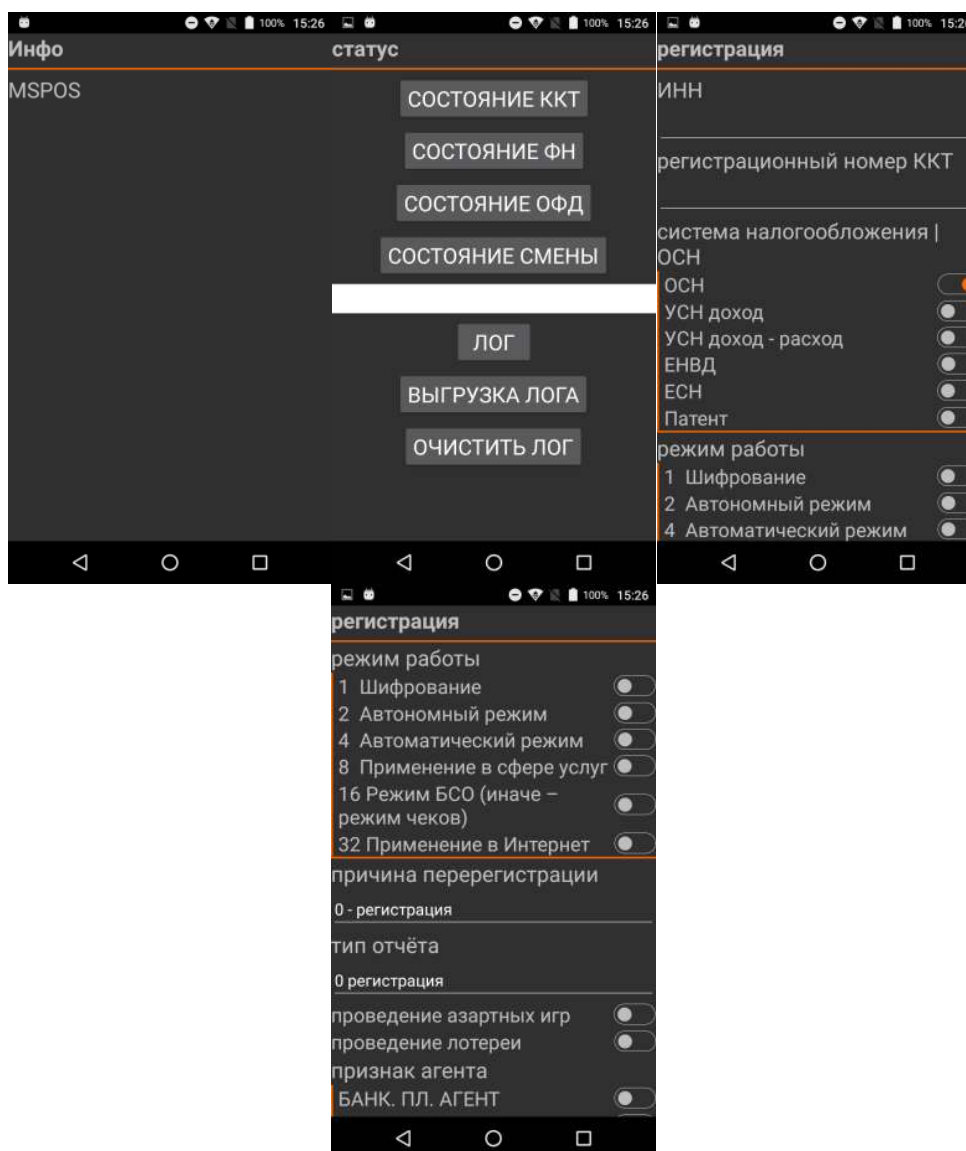 100% 15:26
Инфо
MSPOS
100% 15:26
статус
СОСТОЯНИЕ ККТ
СОСТОЯНИЕ ФН
СОСТОЯНИЕ ОФД
СОСТОЯНИЕ СМЕНЫ
ЛОГ
ВЫГРУЗКА ЛОГА
ОЧИСТИТЬ ЛОГ
100% 15:26
регистрация
ИНН
регистрационный номер ККТ
система налогообложения |
ОСН
ОСН
УСН доход
УСН доход - расход
ЕНВД
ЕСН
Патент
режим работы
1 Шифрование
2 Автономный режим
4 Автоматический режим
100% 15:26
регистрация
режим работы
1 Шифрование
2 Автономный режим
4 Автоматический режим
8 Применение в сфере услуг
16 Режим БСО (иначе –
режим чеков)
32 Применение в Интернет
причина перерегистрации
0 - регистрация
тип отчёта
0 регистрация
проведение азартных игр
проведение лотереи
признак агента
БАНК. ПЛ. АГЕНТ